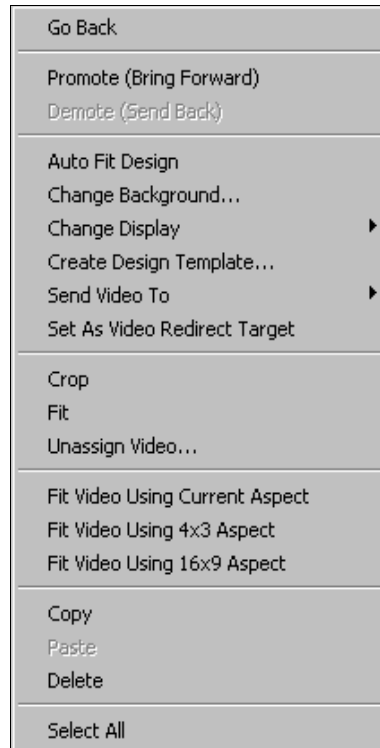 Go Back
Promote (Bring Forward)
Demote (Send Back)
Auto Fit Design
Change Background...
Change Display
Create Design Template...
Send Video To
Set As Video Redirect Target
Crop
Fit
Unassign Video...
Fit Video Using Current Aspect
Fit Video Using 4x3 Aspect
Fit Video Using 16x9 Aspect
Copy
Paste
Delete
Select All